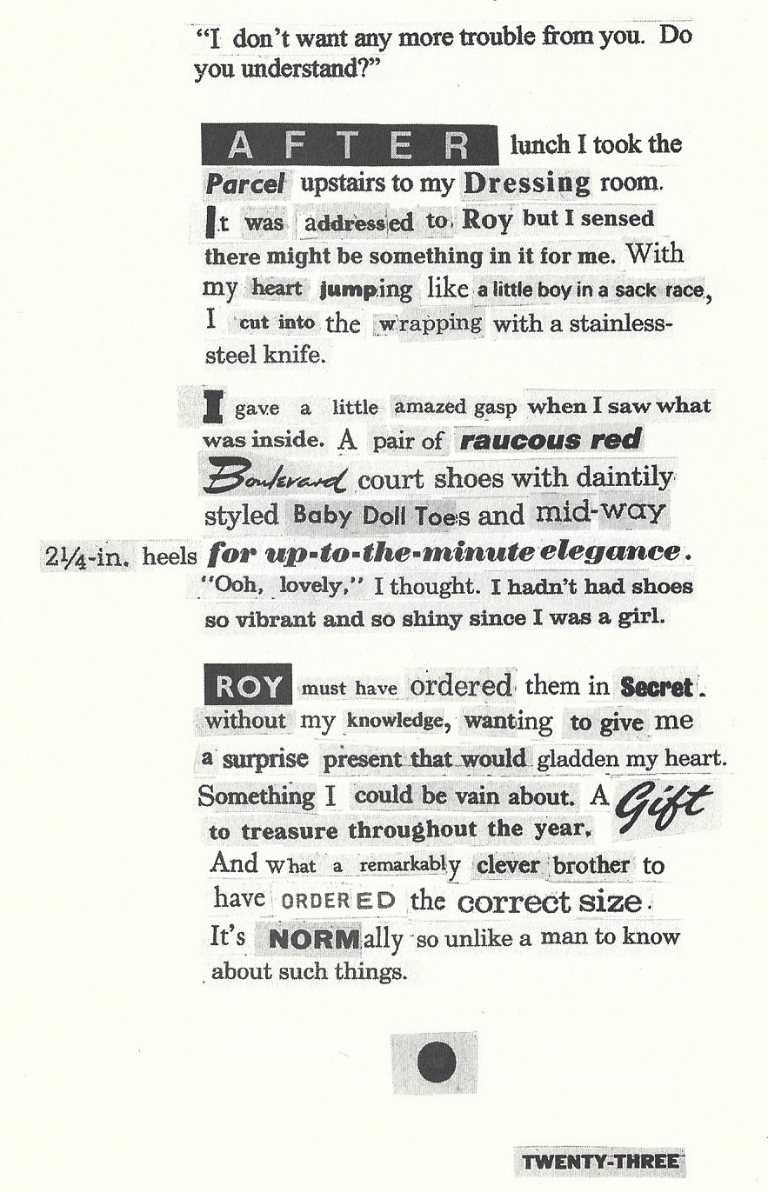 “I don’t want any more trouble from you. Do
you understand?”
AFTER lunch I took the
Parcel upstairs to my Dressing room.
It was addressed to Roy but I sensed
there might be something in it for me. With
my heart jumping like a little boy in a sack race,
I cut into the wrapping with a stainless-
steel knife.
I gave a little amazed gasp when I saw what
was inside. A pair of raucous red
Boulevard court shoes with daintily
styled Baby Doll Toes and mid-way
2¼-in. heels for up-to-the-minute elegance.
“Ooh, lovely,” I thought. I hadn’t had shoes
so vibrant and so shiny since I was a girl.
ROY must have ordered them in Secret.
without my knowledge, wanting to give me
a surprise present that would gladden my heart.
Something I could be vain about. A Gift
to treasure throughout the year.
And what a remarkably clever brother to
have ORDERED the correct size.
It’s NORMally so unlike a man to know
about such things.
TWENTY-THREE